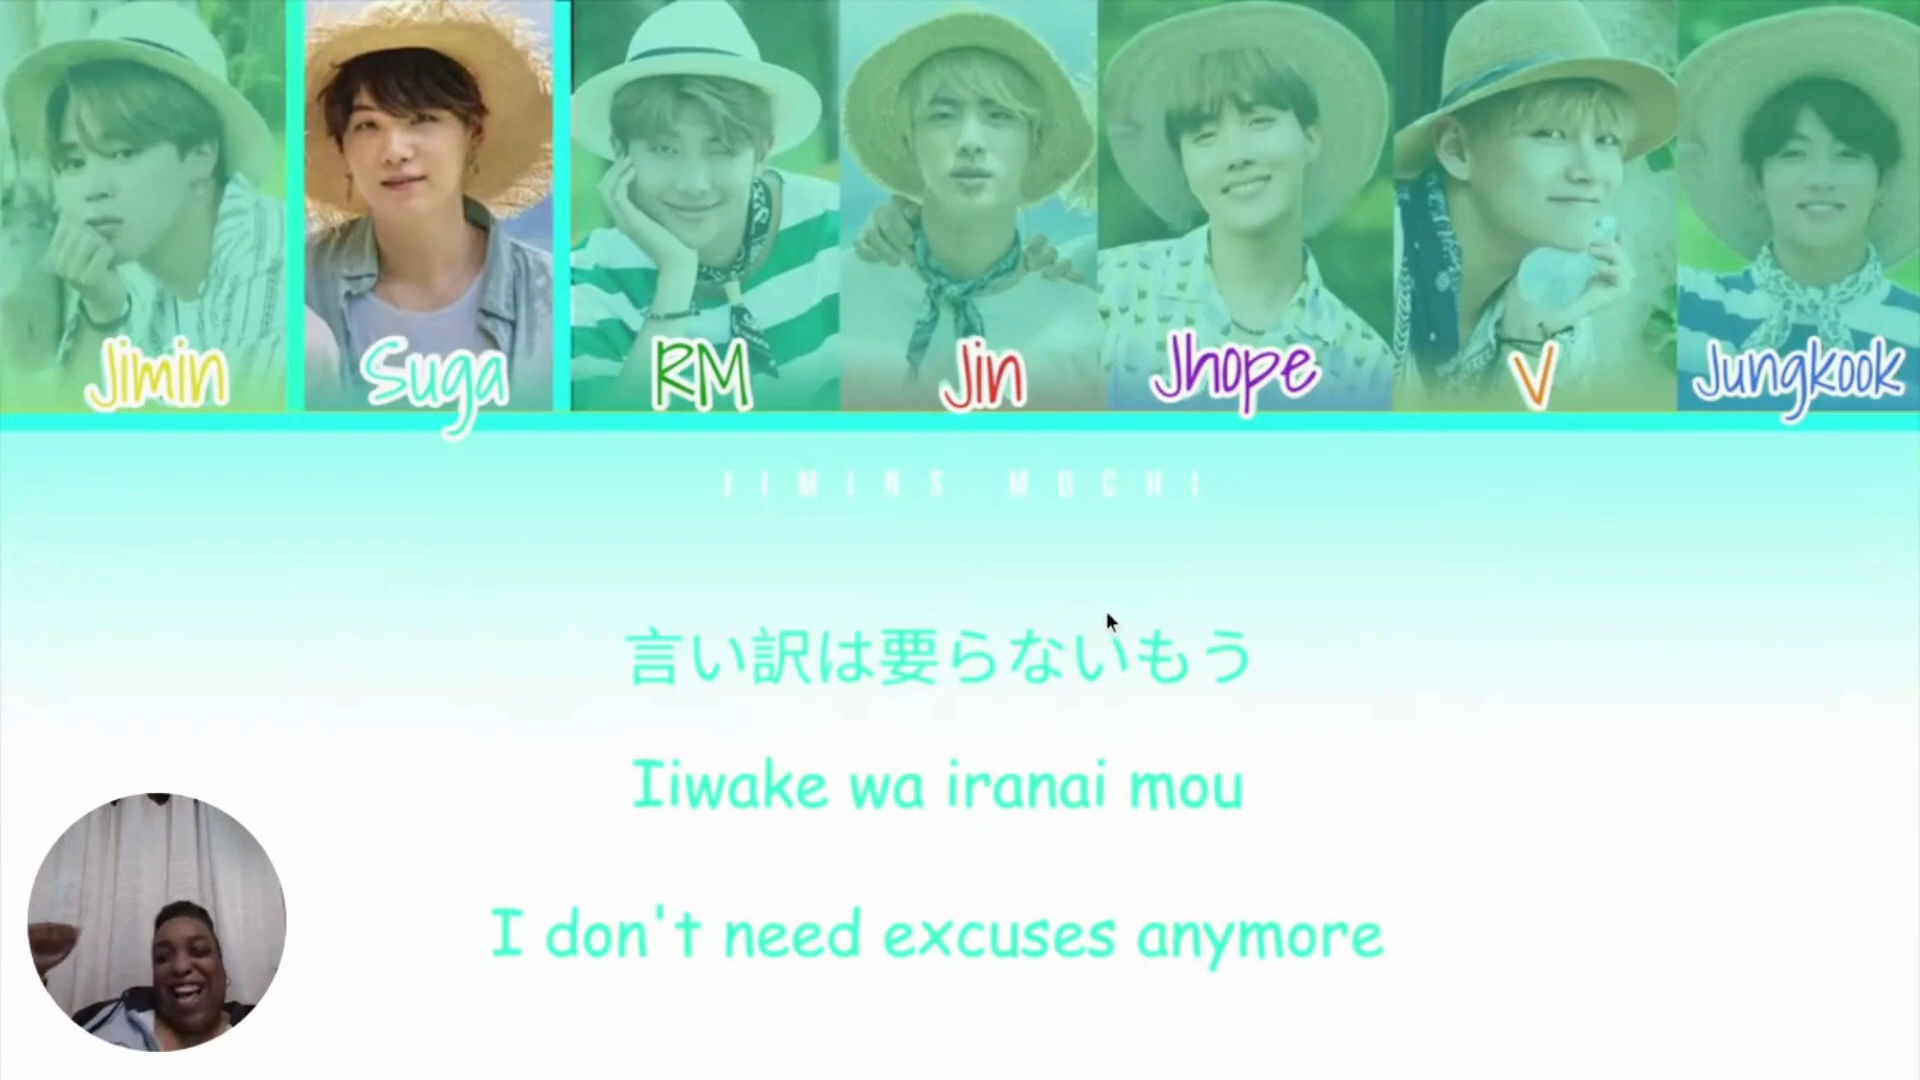 Jimin
Suga
RM
Jin
Jhope
V
Jungkook
JIMINS MOCHI
言い訳は要らないもう
Iiwake wa iranai mou
I don't need excuses anymore